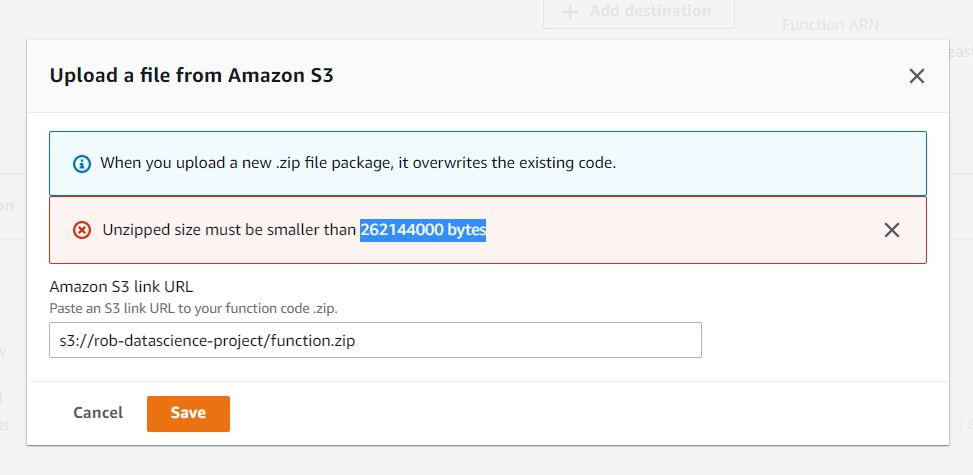 Add destination
Function ARN
Upload a file from Amazon S3
When you upload a new .zip file package, it overwrites the existing code.
Unzipped size must be smaller than 262144000 bytes
Amazon S3 link URL
Paste an S3 link URL to your function code .zip.
s3://rob-datascience-project/function.zip
Cancel
Save